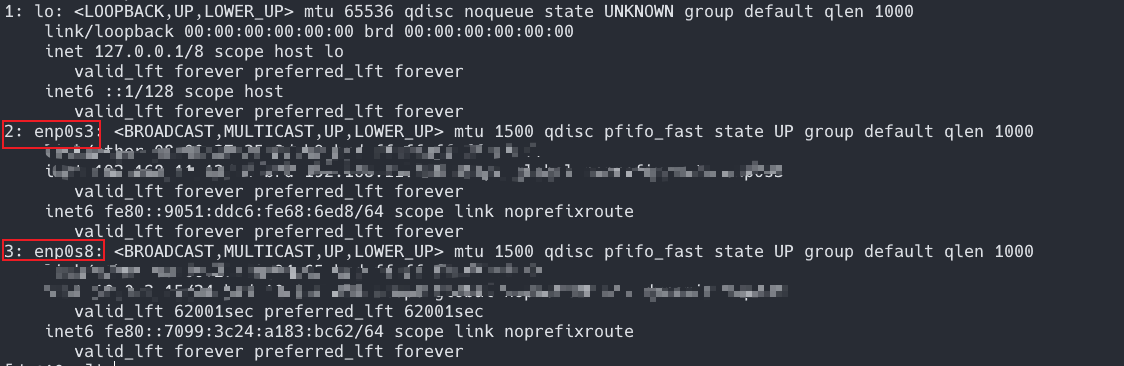 1: lo: <LOOPBACK,UP,LOWER_UP> mtu 65536 qdisc noqueue state UNKNOWN group default qlen 1000
link/loopback 00:00:00:00:00:00 brd 00:00:00:00:00:00
inet 127.0.0.1/8 scope host lo
valid_lft forever preferred_lft forever
inet6 ::1/128 scope host
valid_lft forever preferred_lft forever
2: enp0s3: <BROADCAST,MULTICAST,UP,LOWER_UP> mtu 1500 qdisc pfifo_fast state UP group default qlen 1000
valid_lft forever preferred_lft forever
inet6 fe80::9051:ddc6:fe68:6ed8/64 scope link noprefixroute
valid_lft forever preferred_lft forever
3: enp0s8: <BROADCAST,MULTICAST,UP,LOWER_UP> mtu 1500 qdisc pfifo_fast state UP group default qlen 1000
valid_lft 62001sec preferred_lft 62001sec
inet6 fe80::7099:3c24:a183:bc62/64 scope link noprefixroute
valid_lft forever preferred_lft forever